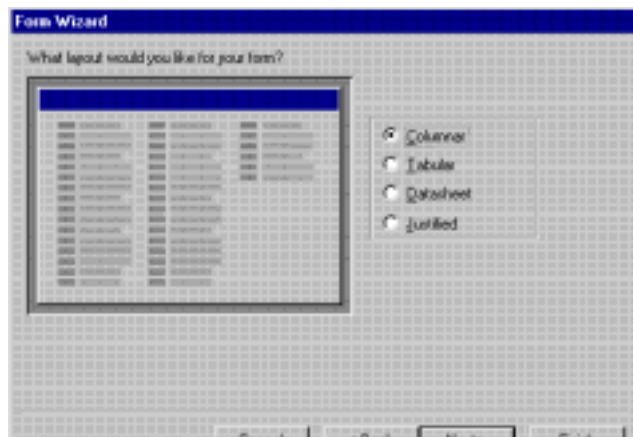 Form Wizard
What layout would you like for your form?
Columnar
Tabular
Datasheet
Justified